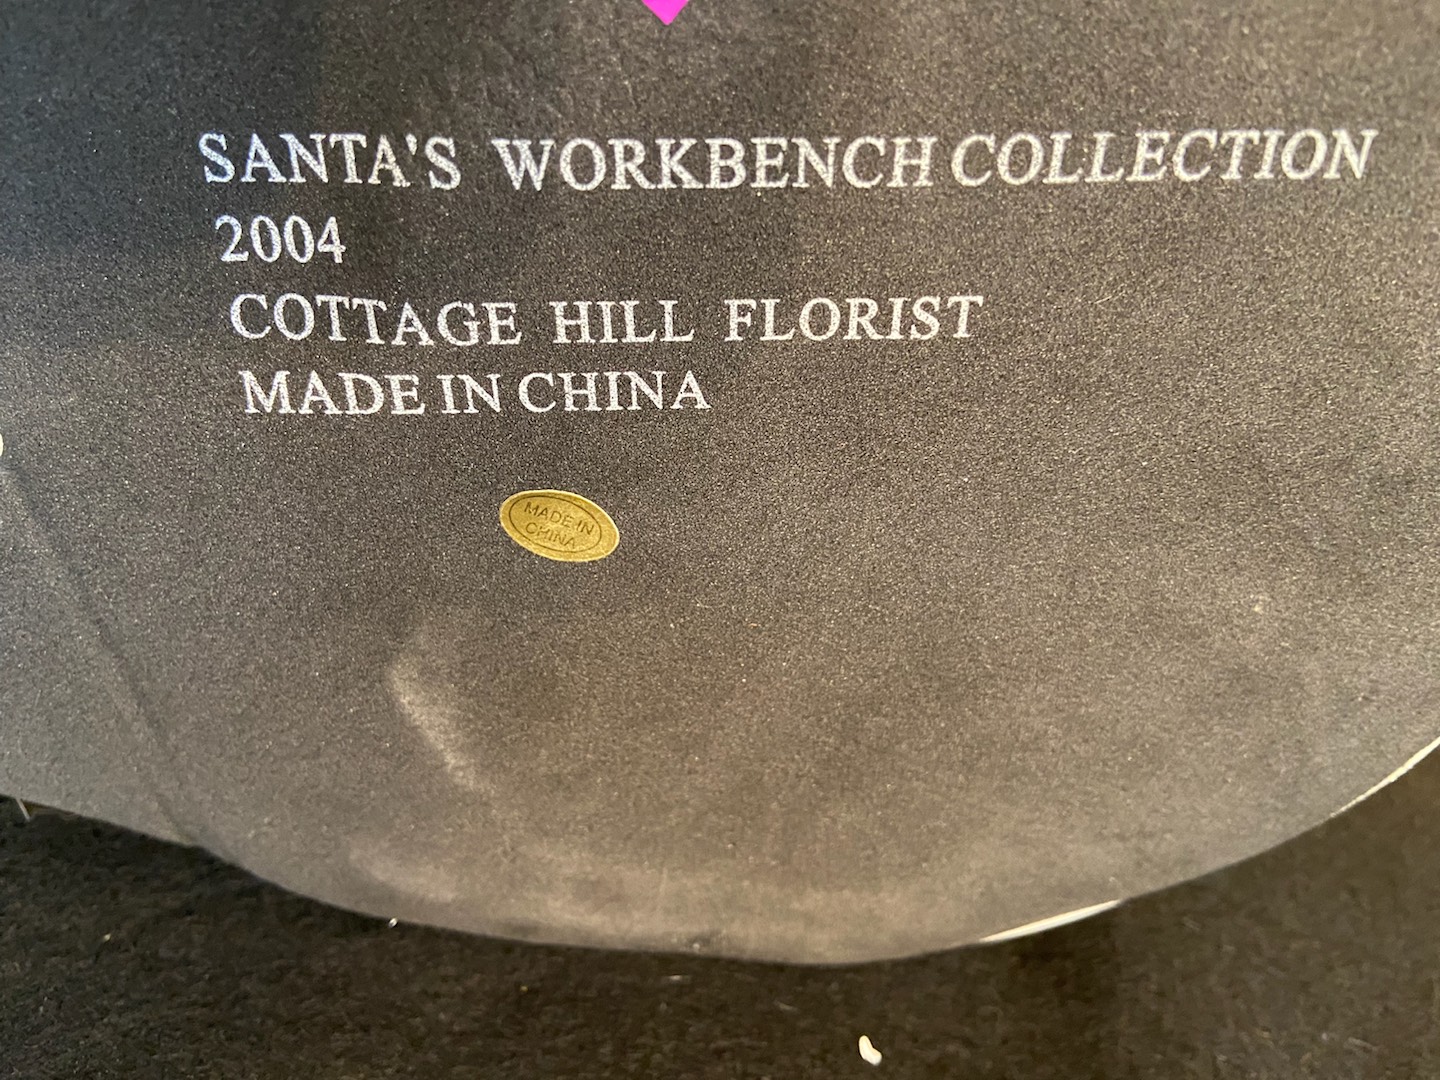 SANTA'S WORKBENCH COLLECTION
2004
COTTAGE HILL FLORIST
MADE IN CHINA
MADE IN
CHINA